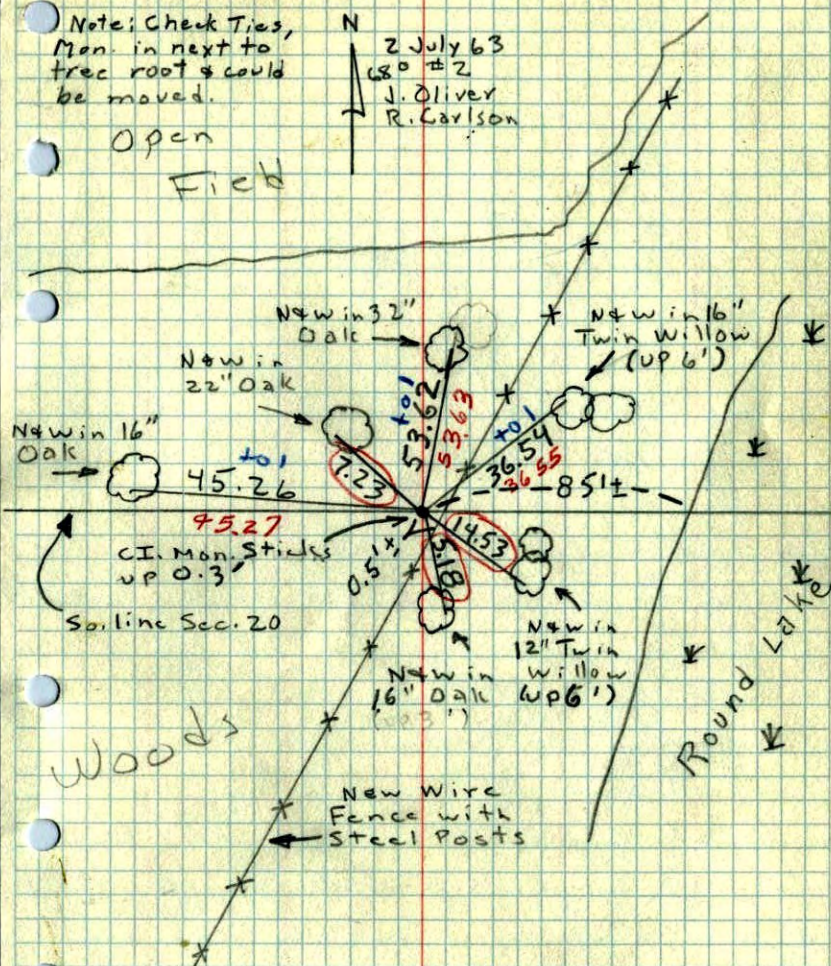 Note: Check Ties,
Mon. in next to
tree root & could
be moved.
N
2 July 63
68° #2
J. Oliver
R. Carlson
Open
Field
N&W in 32"
Oak
N&W in 16"
Twin Willow
(UP 6')
N&W in
22" Oak
N&W in 16"
Oak
+01
53.62
53.63
+01
36.54
36.55
+01
45.26
45.27
7.23
85'±
14.53
5.18
0.5'
C.I. Mon. Sticks
up 0.3'
So. line Sec. 20
N&W in
12" Twin
Willow
(UP 6')
N&W in
16" Oak
(UP 3')
Round Lake
Woods
New Wire
Fence with
Steel Posts